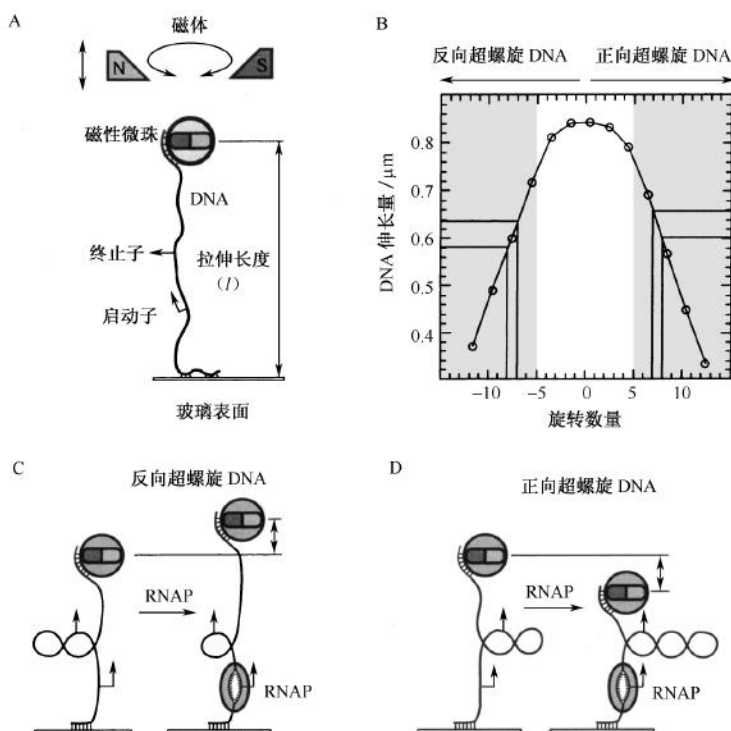 A
磁体
N
S
磁性微珠
DNA
终止子
拉伸长度
(l)
启动子
玻璃表面
B
反向超螺旋 DNA
正向超螺旋 DNA
DNA 伸长量/μm
0.8
0.7
0.6
0.5
0.4
-10
-5
0
5
10
旋转数量
C
反向超螺旋 DNA
RNAP
RNAP
D
正向超螺旋 DNA
RNAP
RNAP